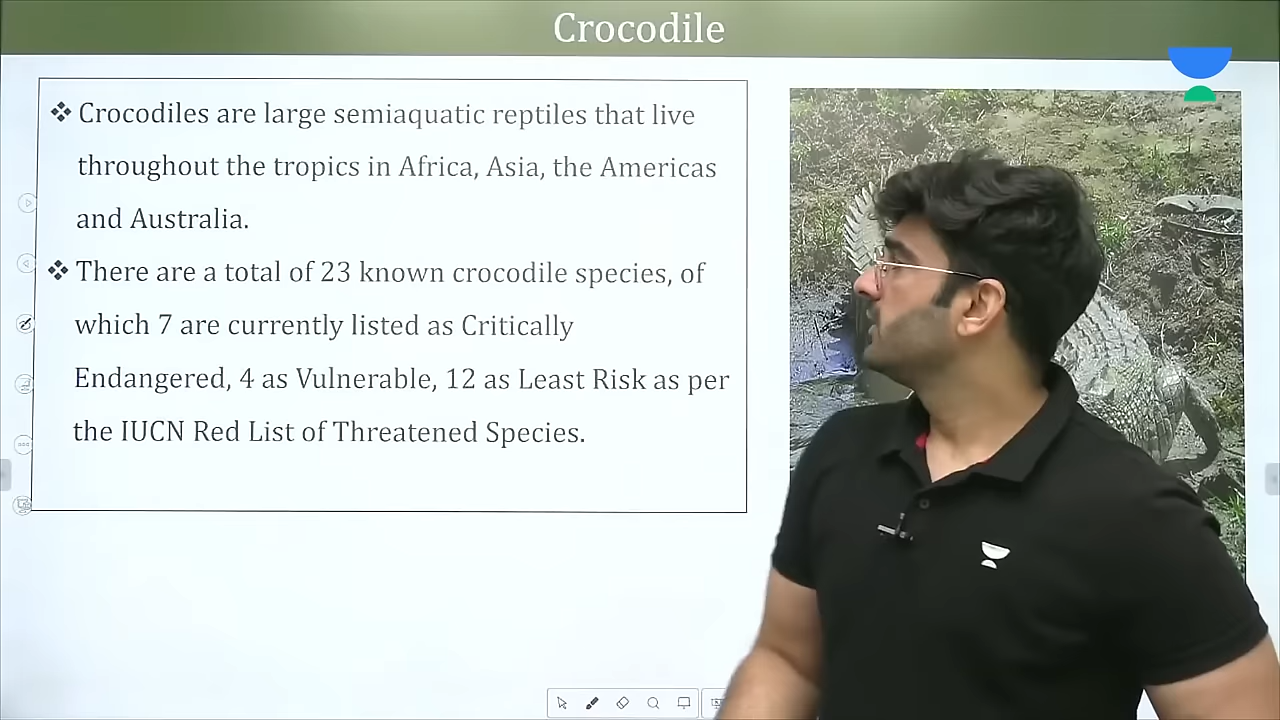 Crocodile
❖ Crocodiles are large semiaquatic reptiles that live
throughout the tropics in Africa, Asia, the Americas
and Australia.
❖ There are a total of 23 known crocodile species, of
which 7 are currently listed as Critically
Endangered, 4 as Vulnerable, 12 as Least Risk as per
the IUCN Red List of Threatened Species.